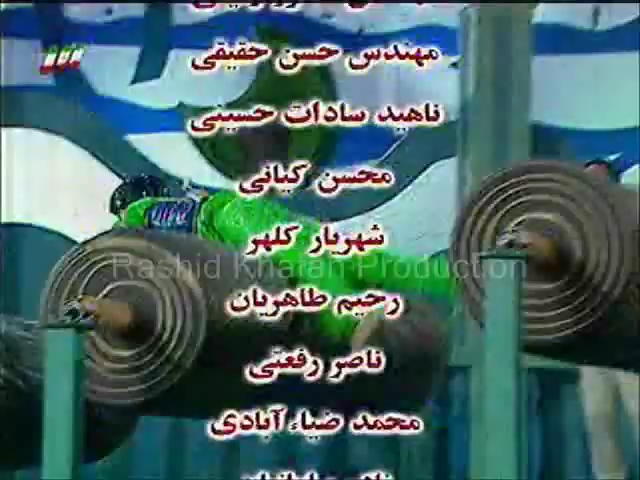 مهندس حسن حقیقی
ناهید سادات حسینی
محسن کیانی
شهریار کلهر
Rashid Khatan Production
رحیم طاهریان
ناصر رفعتی
محمد ضیاء آبادی